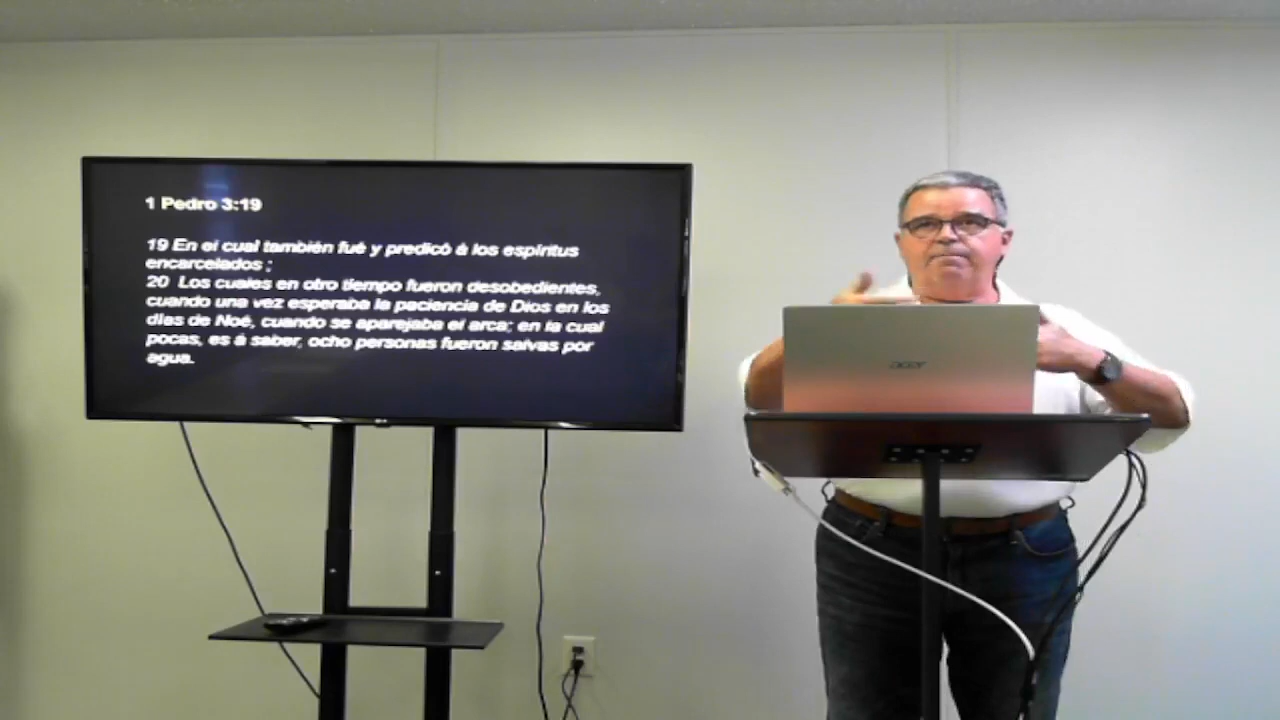 1 Pedro 3:19
19 En el cual también fué y predicó á los espíritus
encarcelados ;
20 Los cuales en otro tiempo fueron desobedientes,
cuando una vez esperaba la paciencia de Dios en los
días de Noé, cuando se aparejaba el arca; en la cual
pocas, es á saber, ocho personas fueron salvas por
agua.
acer